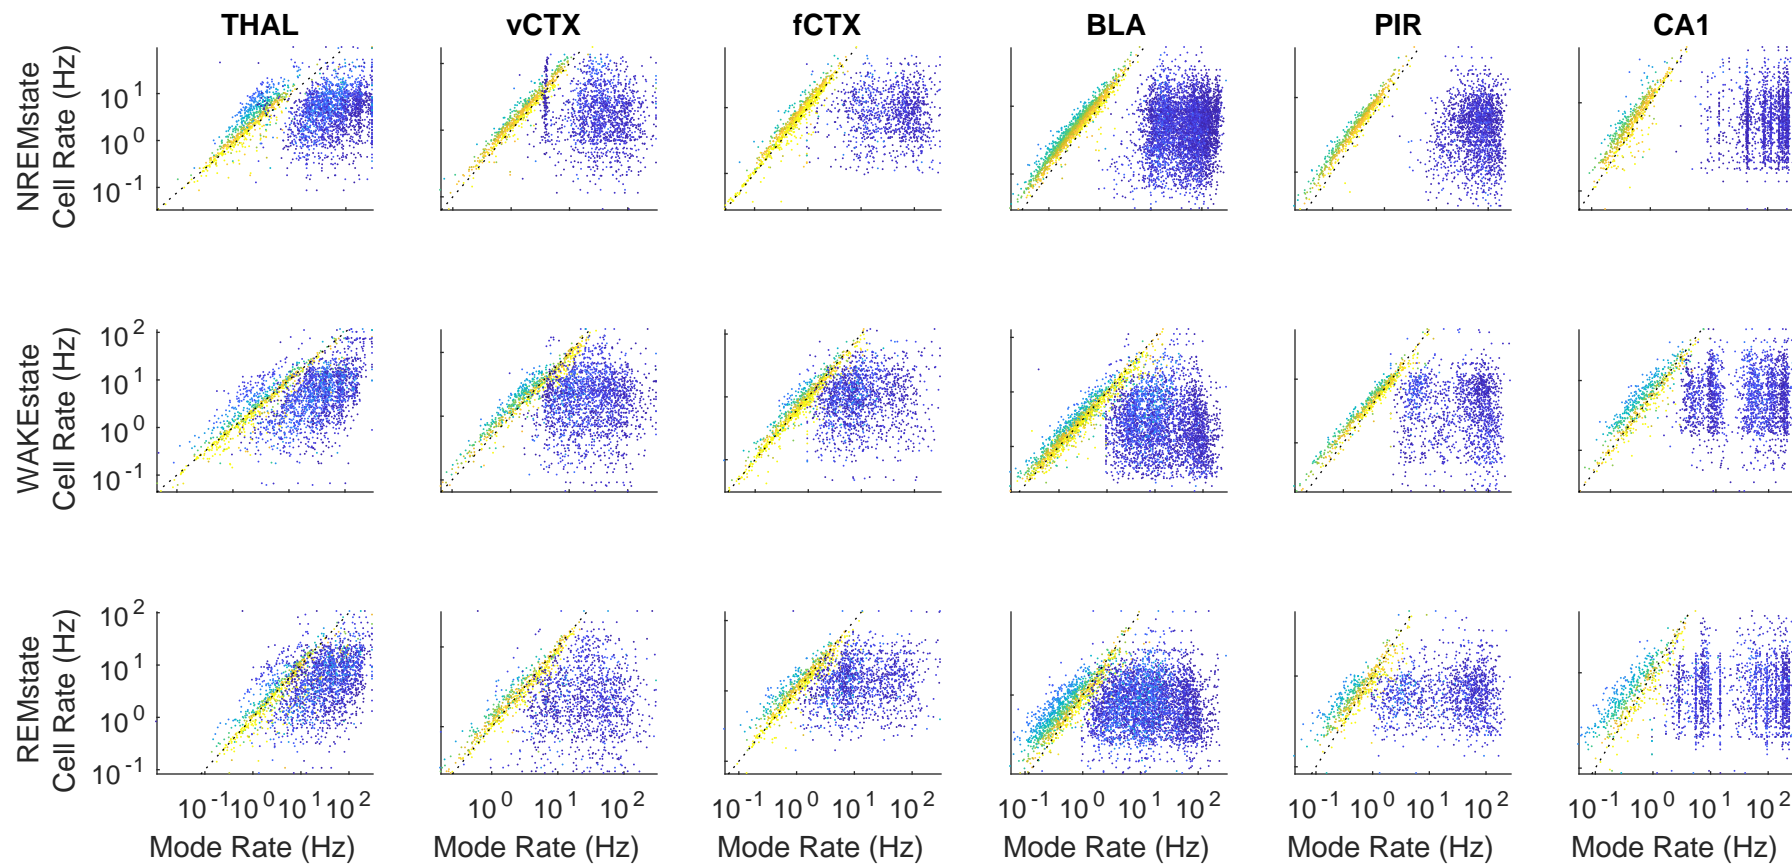 THAL vCTX fCTX BLA PIR CA1
NREMstate
Cell Rate (Hz)
10^1
10^0
10^-1
WAKEstate
Cell Rate (Hz)
10^2
10^1
10^0
10^-1
REMstate
Cell Rate (Hz)
10^2
10^1
10^0
10^-1
10^-1 10^0 10^1 10^2 10^0 10^1 10^2 10^0 10^1 10^2 10^-1 10^0 10^1 10^2 10^-1 10^0 10^1 10^2 10^-1 10^0 10^1 10^2
Mode Rate (Hz) Mode Rate (Hz) Mode Rate (Hz) Mode Rate (Hz) Mode Rate (Hz) Mode Rate (Hz)